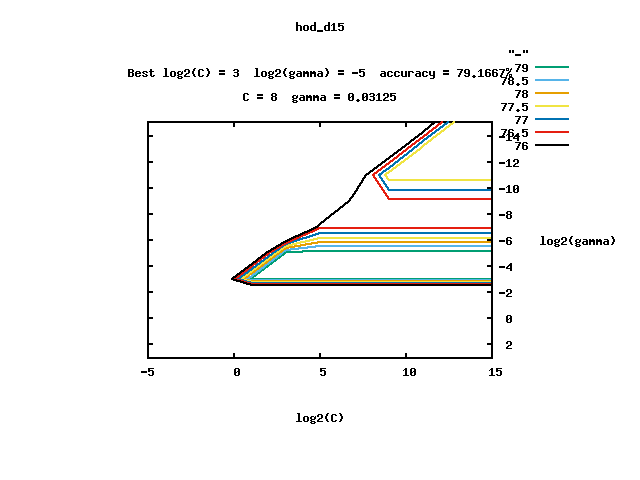 hod_d15
"-"
Best log2(C) = 3  log2(gamma) = -5  accuracy = 79.1667%
79
78.5
78
C = 8  gamma = 0.03125
77.5
77
76.5
76
-14
-12
-10
-8
-6
log2(gamma)
-4
-2
0
2
-5 0 5 10 15
log2(C)